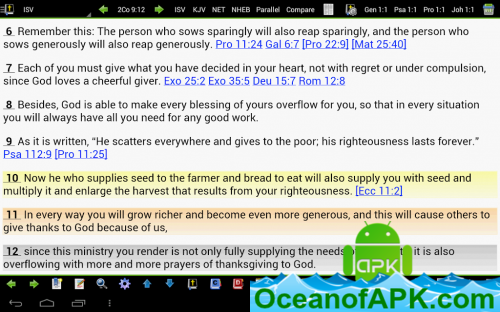 ISV 2Co 9:12 ISV KJV NET NHEB Parallel Compare Gen 1:1 Psa 1:1 Pro 1:1 Joh 1:1
6 Remember this: The person who sows sparingly will also reap sparingly, and the person who
sows generously will also reap generously. Pro 11:24 Gal 6:7 [Pro 22:9] [Mat 25:40]
7 Each of you must give what you have decided in your heart, not with regret or under compulsion,
since God loves a cheerful giver. Exo 25:2 Exo 35:5 Deu 15:7 Rom 12:8
8 Besides, God is able to make every blessing of yours overflow for you, so that in every situation
you will always have all you need for any good work.
9 As it is written, “He scatters everywhere and gives to the poor; his righteousness lasts forever.”
Psa 112:9 [Pro 11:25]
10 Now he who supplies seed to the farmer and bread to eat will also supply you with seed and
multiply it and enlarge the harvest that results from your righteousness. [Ecc 11:2]
11 In every way you will grow richer and become even more generous, and this will cause others to
give thanks to God because of us,
12 since this ministry you render is not only fully supplying the needs it is also
overflowing with more and more prayers of thanksgiving to God.
apk
OceanofAPK.com